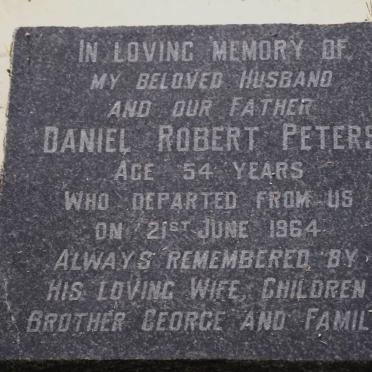 IN LOVING MEMORY OF
MY BELOVED HUSBAND
AND OUR FATHER
DANIEL ROBERT PETERS
AGE 54 YEARS
WHO DEPARTED FROM US
ON 21ST JUNE 1964
ALWAYS REMEMBERED BY
HIS LOVING WIFE, CHILDREN
BROTHER GEORGE AND FAMIL